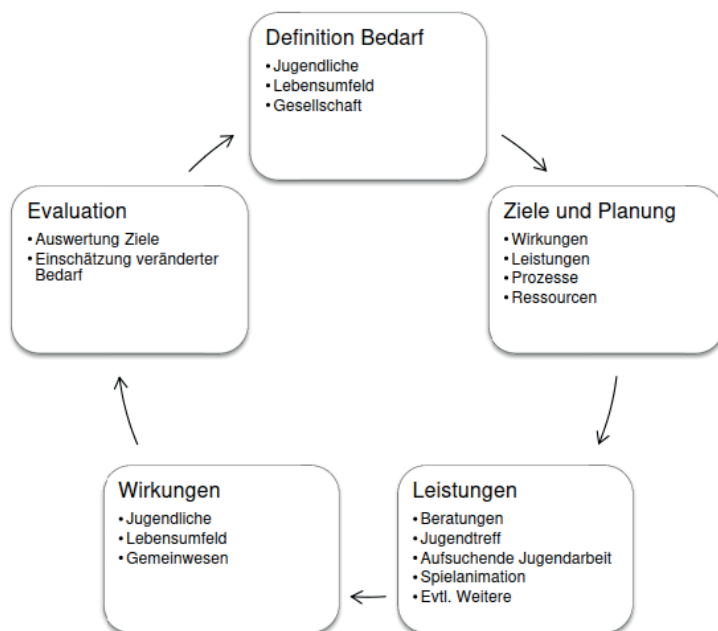 Definition Bedarf
• Jugendliche
• Lebensumfeld
• Gesellschaft
Ziele und Planung
• Wirkungen
• Leistungen
• Prozesse
• Ressourcen
Leistungen
• Beratungen
• Jugendtreff
• Aufsuchende Jugendarbeit
• Spielanimation
• Evtl. Weitere
Wirkungen
• Jugendliche
• Lebensumfeld
• Gemeinwesen
Evaluation
• Auswertung Ziele
• Einschätzung veränderter
Bedarf